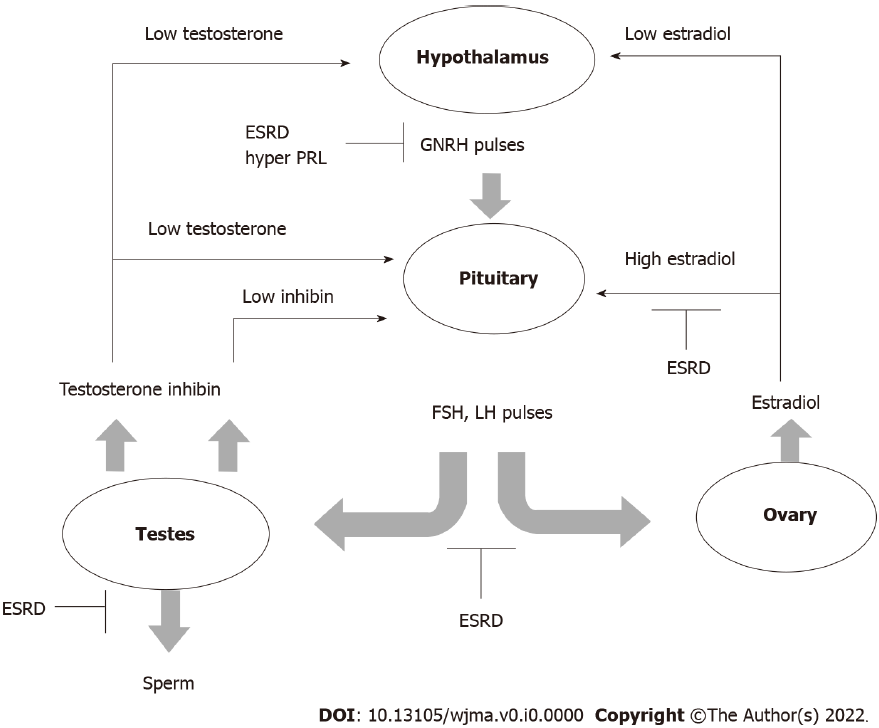 Low testosterone
Hypothalamus
Low estradiol
ESRD
hyper PRL
GNRH pulses
Low testosterone
Pituitary
High estradiol
Low inhibin
ESRD
Testosterone inhibin
FSH, LH pulses
Estradiol
Testes
Ovary
ESRD
ESRD
Sperm
DOI: 10.13105/wjma.v0.i0.0000 Copyright ©The Author(s) 2022.